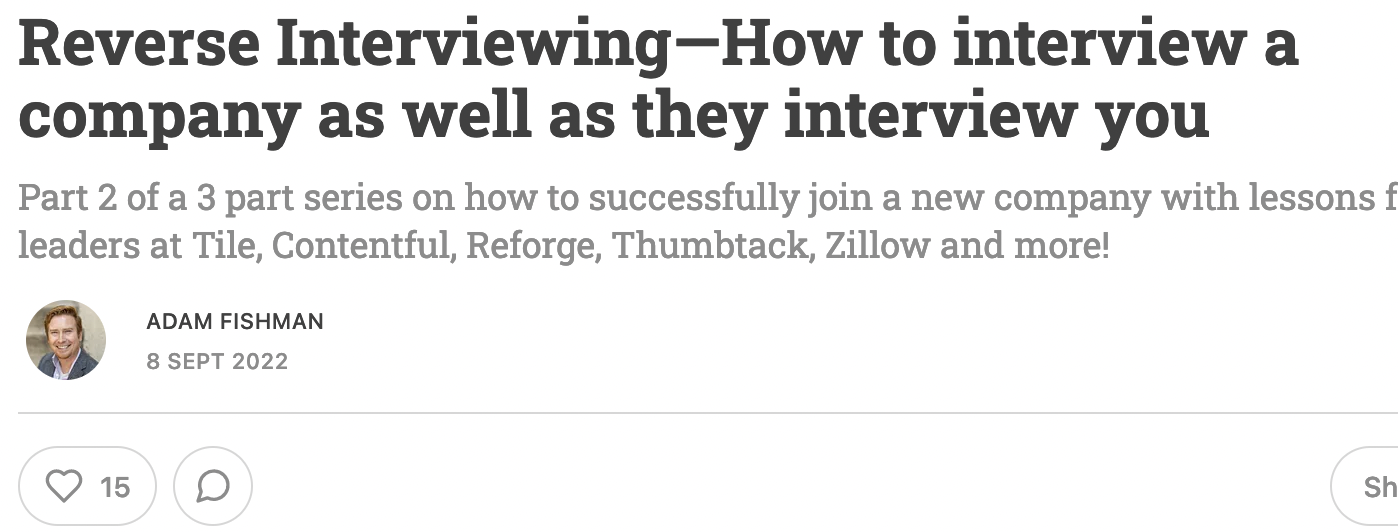 Reverse Interviewing—How to interview a
company as well as they interview you
Part 2 of a 3 part series on how to successfully join a new company with lessons f
leaders at Tile, Contentful, Reforge, Thumbtack, Zillow and more!
ADAM FISHMAN
8 SEPT 2022
15
Sh